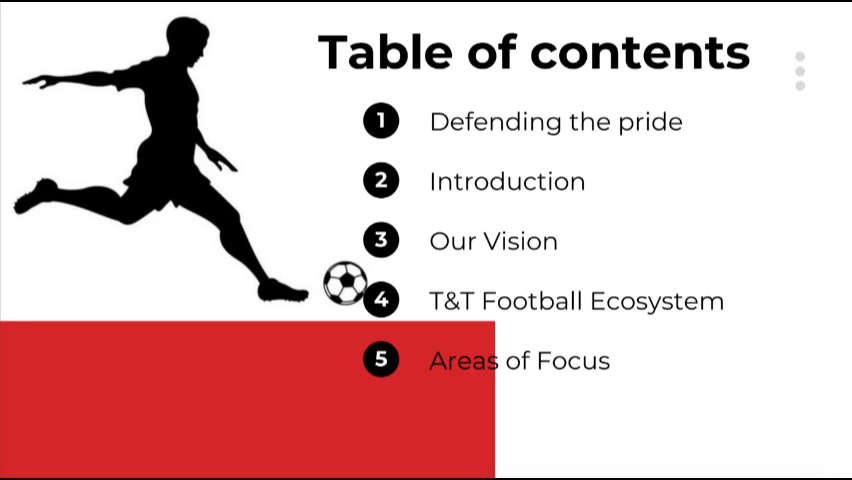 Table of contents
1 Defending the pride
2 Introduction
3 Our Vision
4 T&T Football Ecosystem
5 Areas of Focus